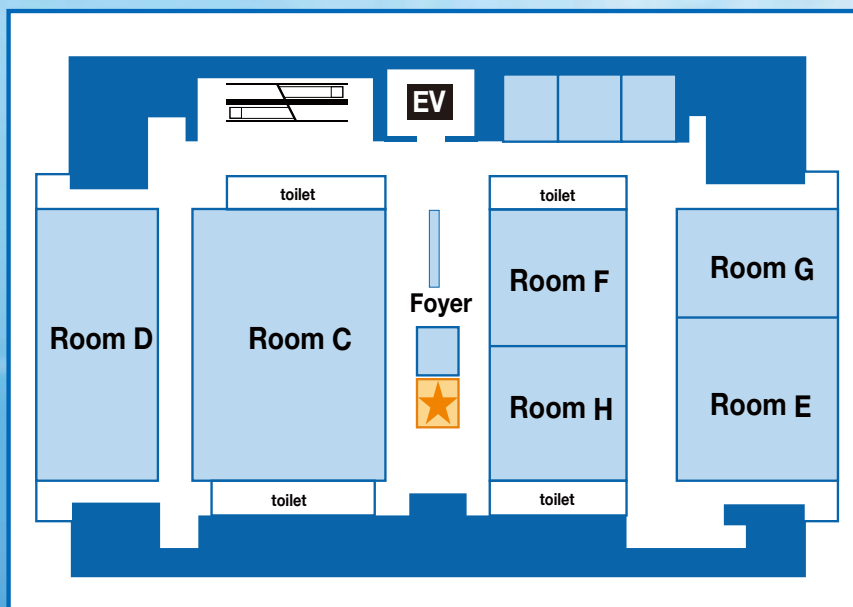 EV
toilet
toilet
Room F
Room G
Foyer
Room D
Room C
Room H
Room E
toilet
toilet